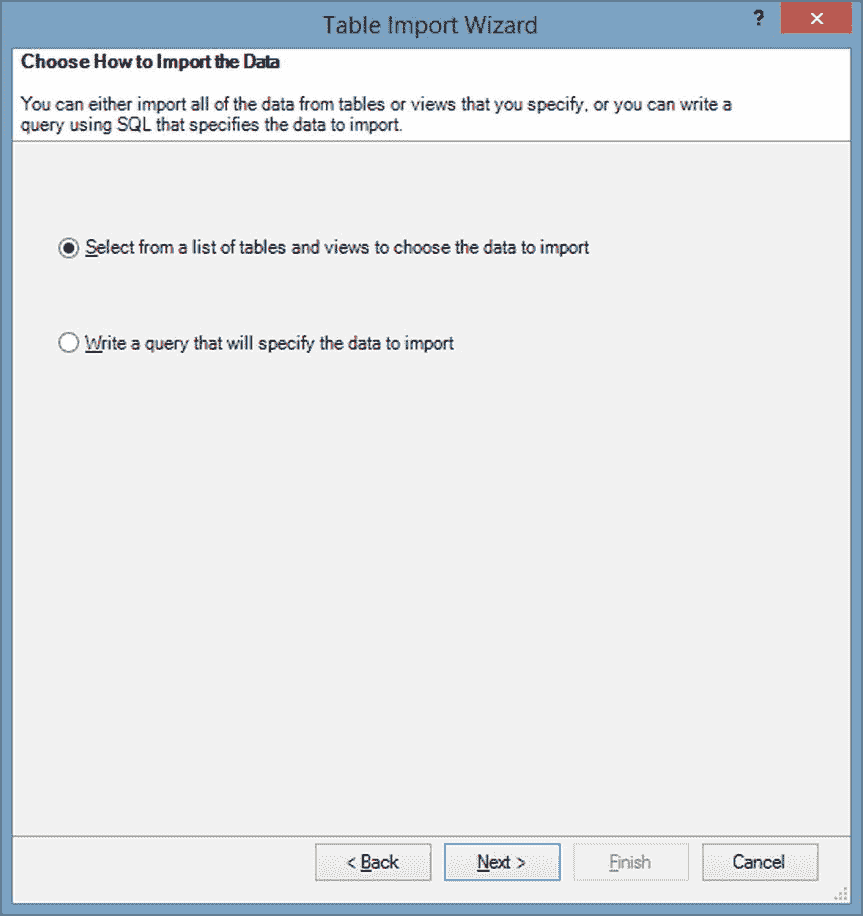 Table Import Wizard
?
Choose How to Import the Data
You can either import all of the data from tables or views that you specify, or you can write a
query using SQL that specifies the data to import.
Select from a list of tables and views to choose the data to import
Write a query that will specify the data to import
< Back
Next >
Finish
Cancel